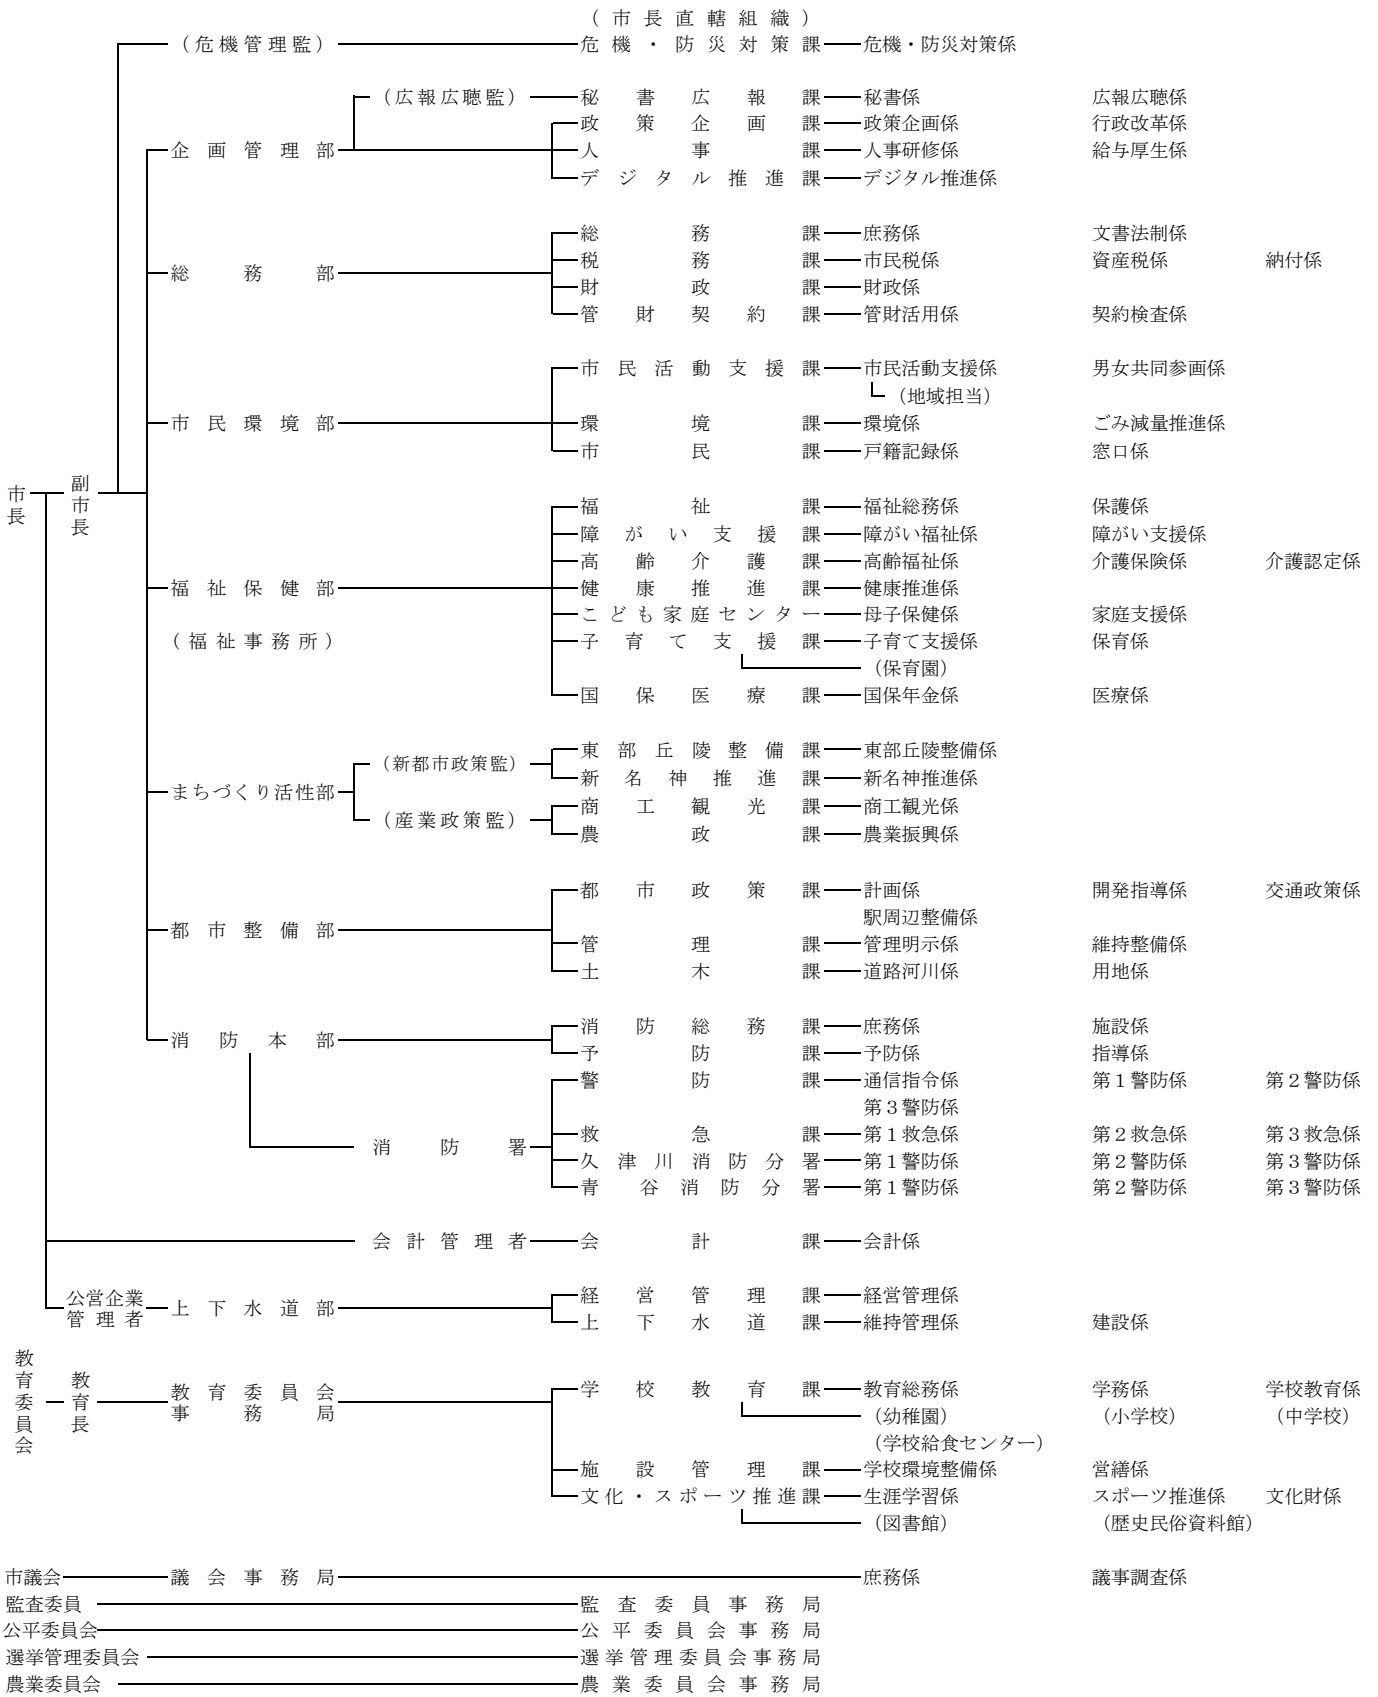 （市長直轄組織）
（危機管理監） 危機・防災対策課 危機・防災対策係
（広報広聴監） 秘書広報課 秘書係 広報広聴係
政策企画課 政策企画係 行政改革係
企画管理部 人事課 人事研修係 給与厚生係
デジタル推進課 デジタル推進係
総務課 庶務係 文書法制係
総務部 税務課 市民税係 資産税係 納付係
財政課 財政係
管財契約課 管財活用係 契約検査係
市民活動支援課 市民活動支援係 男女共同参画係
（地域担当）
市民環境部 環境課 環境係 ごみ減量推進係
市民課 戸籍記録係 窓口係
市長 副市長
福祉課 福祉総務係 保護係
障がい支援課 障がい福祉係 障がい支援係
高齢介護課 高齢福祉係 介護保険係 介護認定係
福祉保健部 健康推進課 健康推進係
こども家庭センター 母子保健係 家庭支援係
（福祉事務所） 子育て支援課 子育て支援係 保育係
（保育園）
国保医療課 国保年金係 医療係
東部丘陵整備課 東部丘陵整備係
（新都市政策監）
新名神推進課 新名神推進係
まちづくり活性部
商工観光課 商工観光係
（産業政策監）
農政課 農業振興係
都市政策課 計画係 開発指導係 交通政策係
駅周辺整備係
都市整備部
管理課 管理明示係 維持整備係
土木課 道路河川係 用地係
消防総務課 庶務係 施設係
消防本部
予防課 予防係 指導係
警防課 通信指令係 第１警防係 第２警防係
第３警防係
消防署 救急課 第１救急係 第２救急係 第３救急係
久津川消防分署 第１警防係 第２警防係 第３警防係
青谷消防分署 第１警防係 第２警防係 第３警防係
会計管理者 会計課 会計係
公営企業管理者 上下水道部
経営管理課 経営管理係
上下水道課 維持管理係 建設係
教育委員会 教育長 教育委員会事務局
学校教育課 教育総務係 学務係 学校教育係
（幼稚園） （小学校） （中学校）
（学校給食センター）
施設管理課 学校環境整備係 営繕係
文化・スポーツ推進課 生涯学習係 スポーツ推進係 文化財係
（図書館） （歴史民俗資料館）
市議会 議会事務局 庶務係 議事調査係
監査委員 監査委員事務局
公平委員会 公平委員会事務局
選挙管理委員会 選挙管理委員会事務局
農業委員会 農業委員会事務局